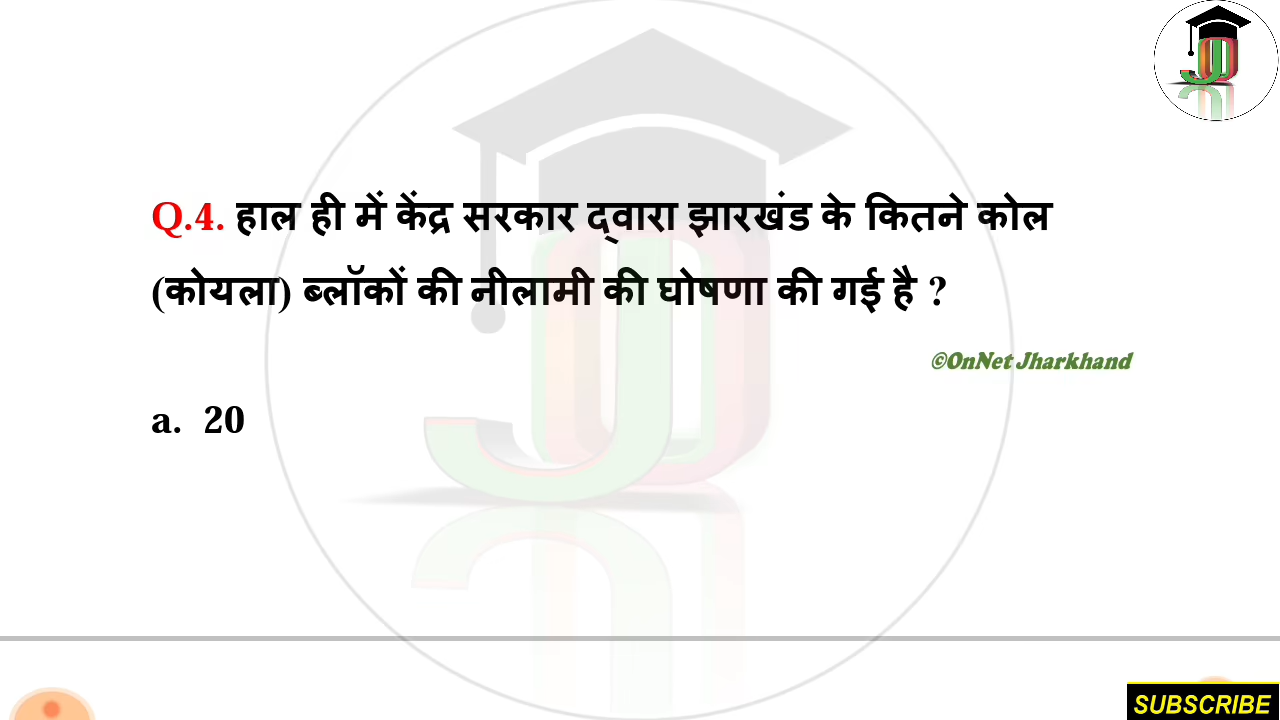 Q.4. हाल ही में केंद्र सरकार द्वारा झारखंड के कितने कोल
(कोयला) ब्लॉकों की नीलामी की घोषणा की गई है ?
©OnNet Jharkhand
a. 20
SUBSCRIBE